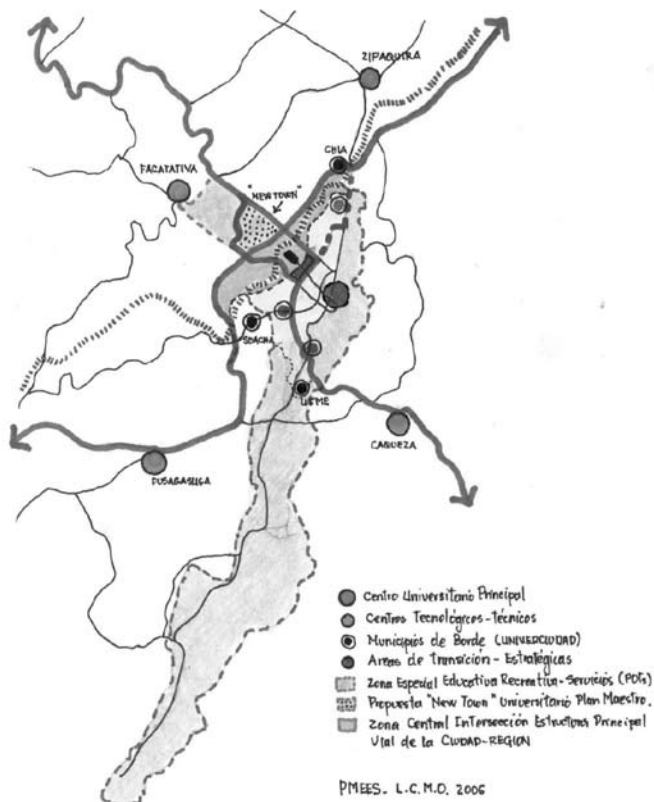 ZIPAQUIRA
CHIA
FACATATIVA
"NEW TOWN"
SOACHA
USME
CAQUEZA
FUSAGASUGA
Centro Universitario Principal
Centros Tecnológicos-técnicos
Municipios de Borde (UNIVERCIUDAD)
Areas de Transición - Estratégicas
Zona Especial Educativa Recreativa-Servicios (POTs)
Propuesta "New Town" Universitario Plan Maestro.
Zona Central Intersección Estructura Principal
Vial de la CIUDAD-REGION
PMEES. L.C.M.O. 2006